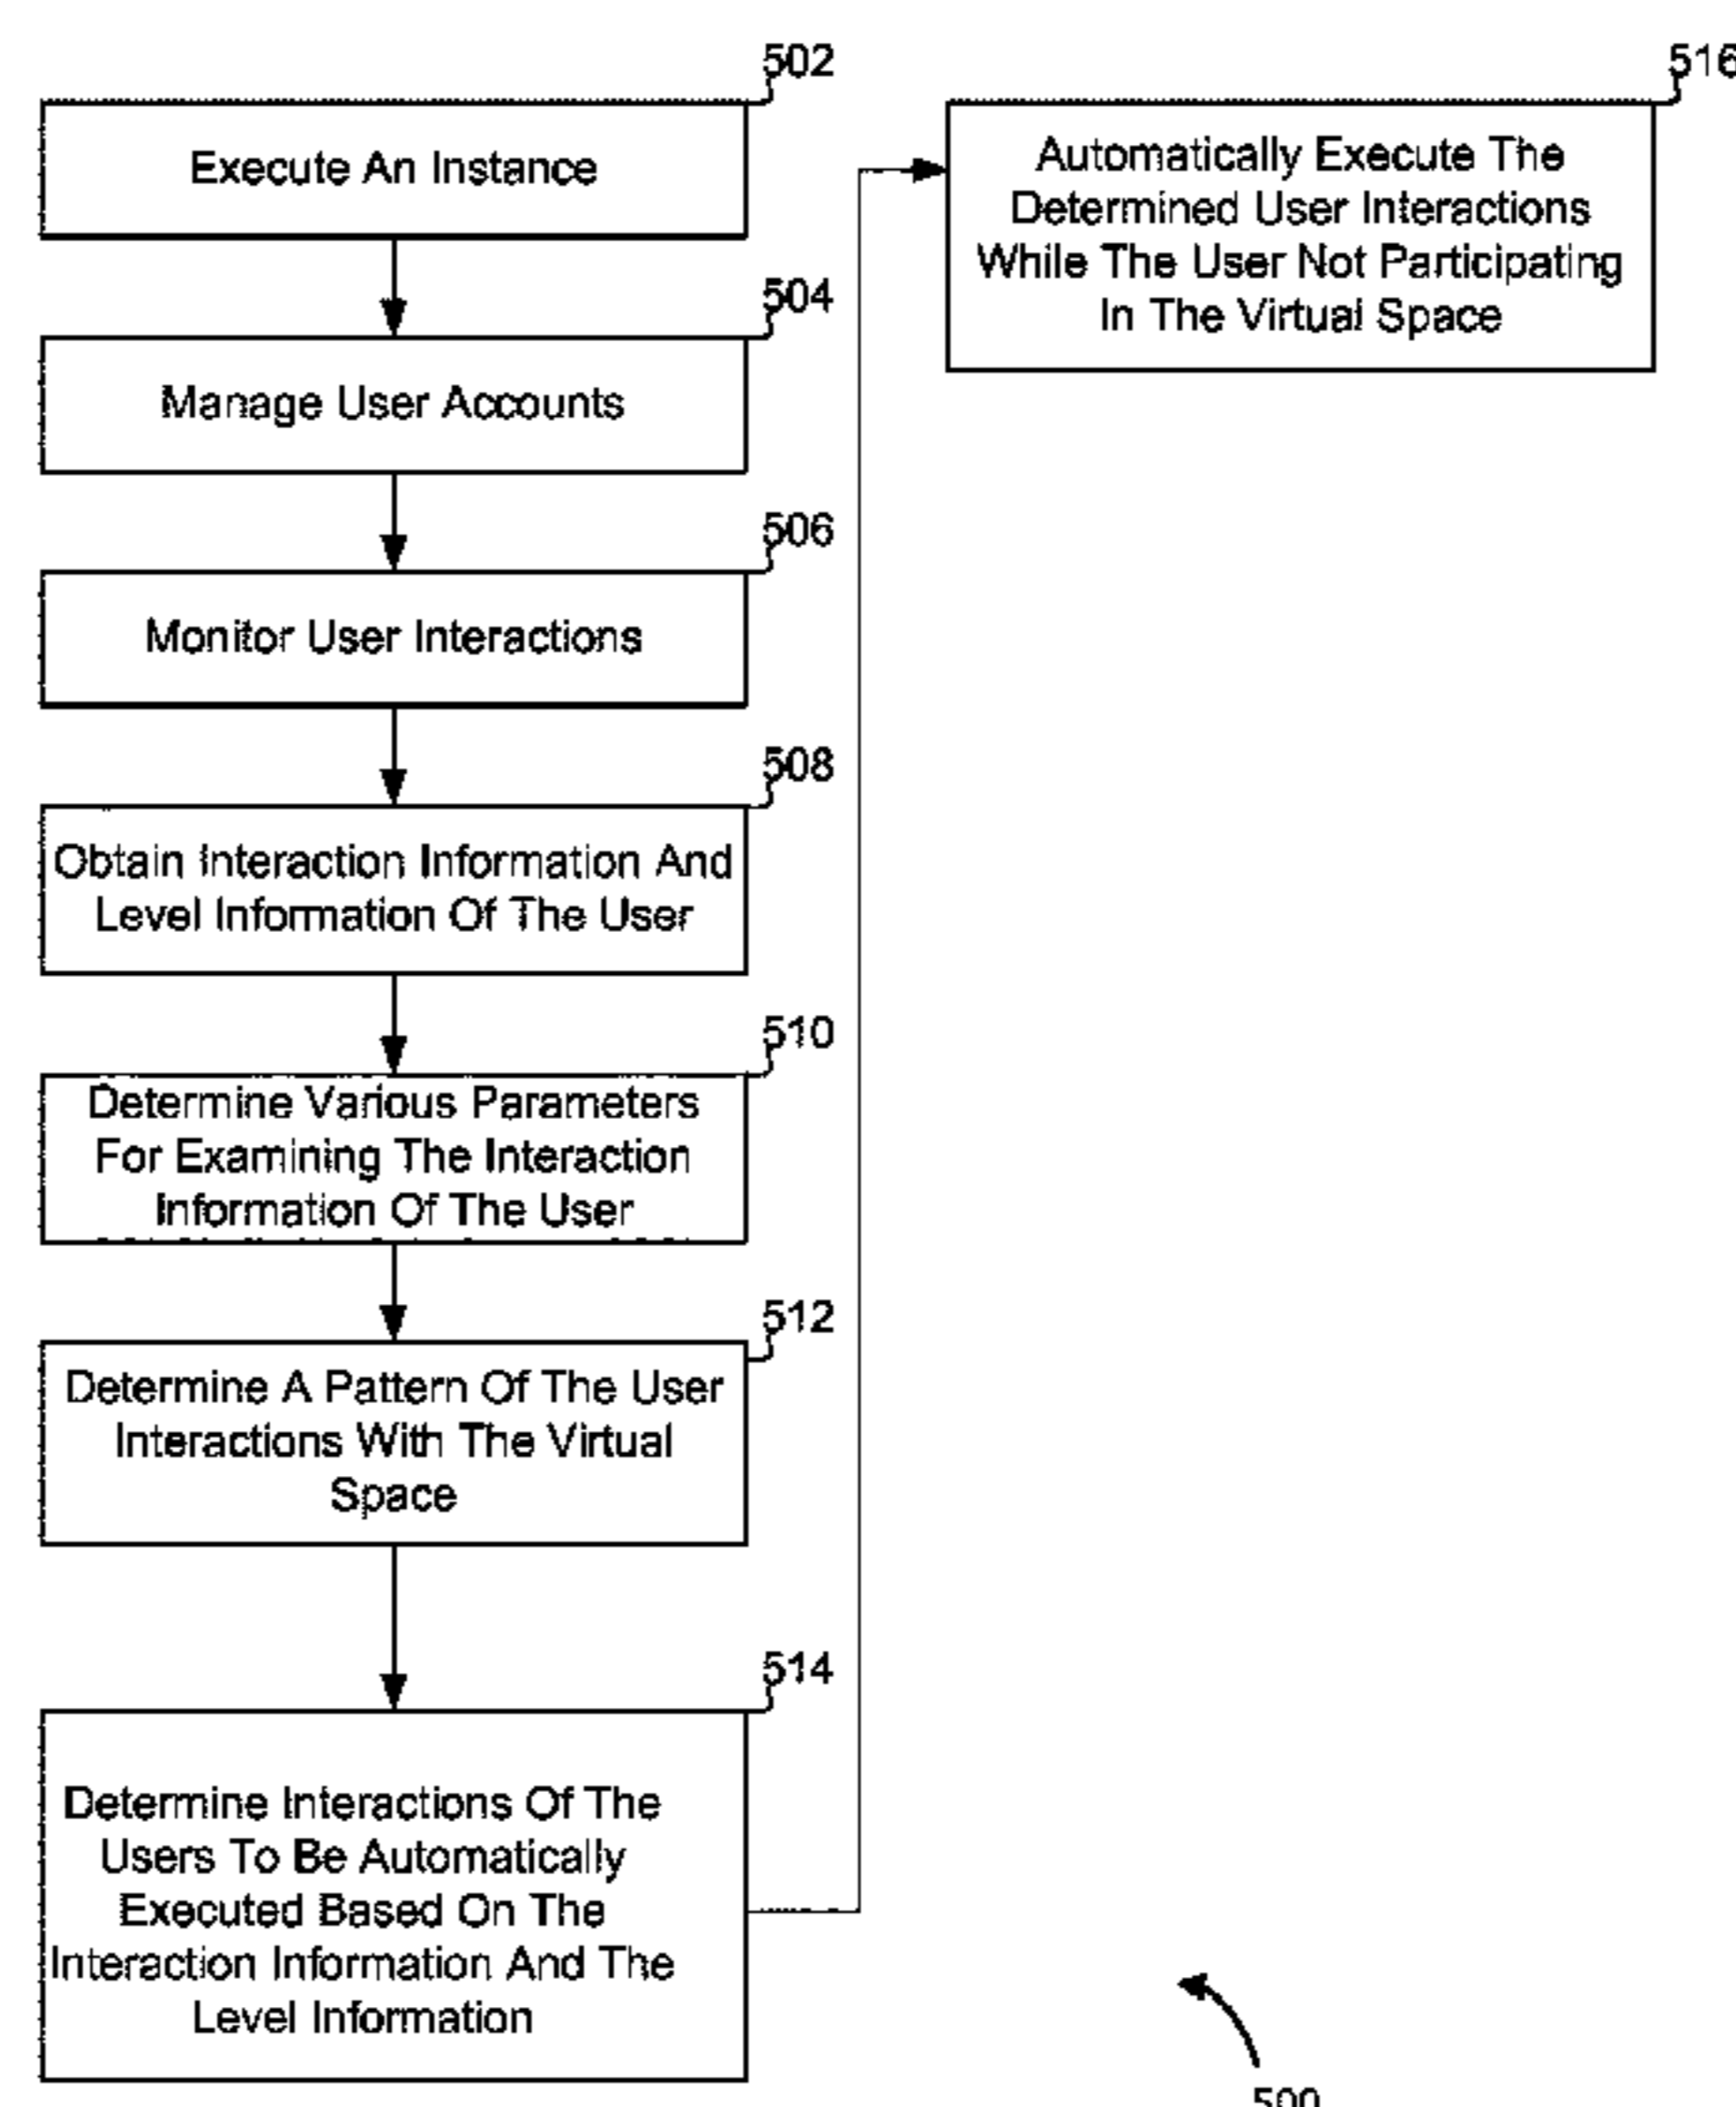 502
Execute An Instance
504
Manage User Accounts
506
Monitor User Interactions
508
Obtain Interaction Information And
Level Information Of The User
510
Determine Various Parameters
For Examining The Interaction
Information Of The User
512
Determine A Pattern Of The User
Interactions With The Virtual
Space
514
Determine Interactions Of The
Users To Be Automatically
Executed Based On The
Interaction Information And The
Level Information
516
Automatically Execute The
Determined User Interactions
While The User Not Participating
In The Virtual Space
500